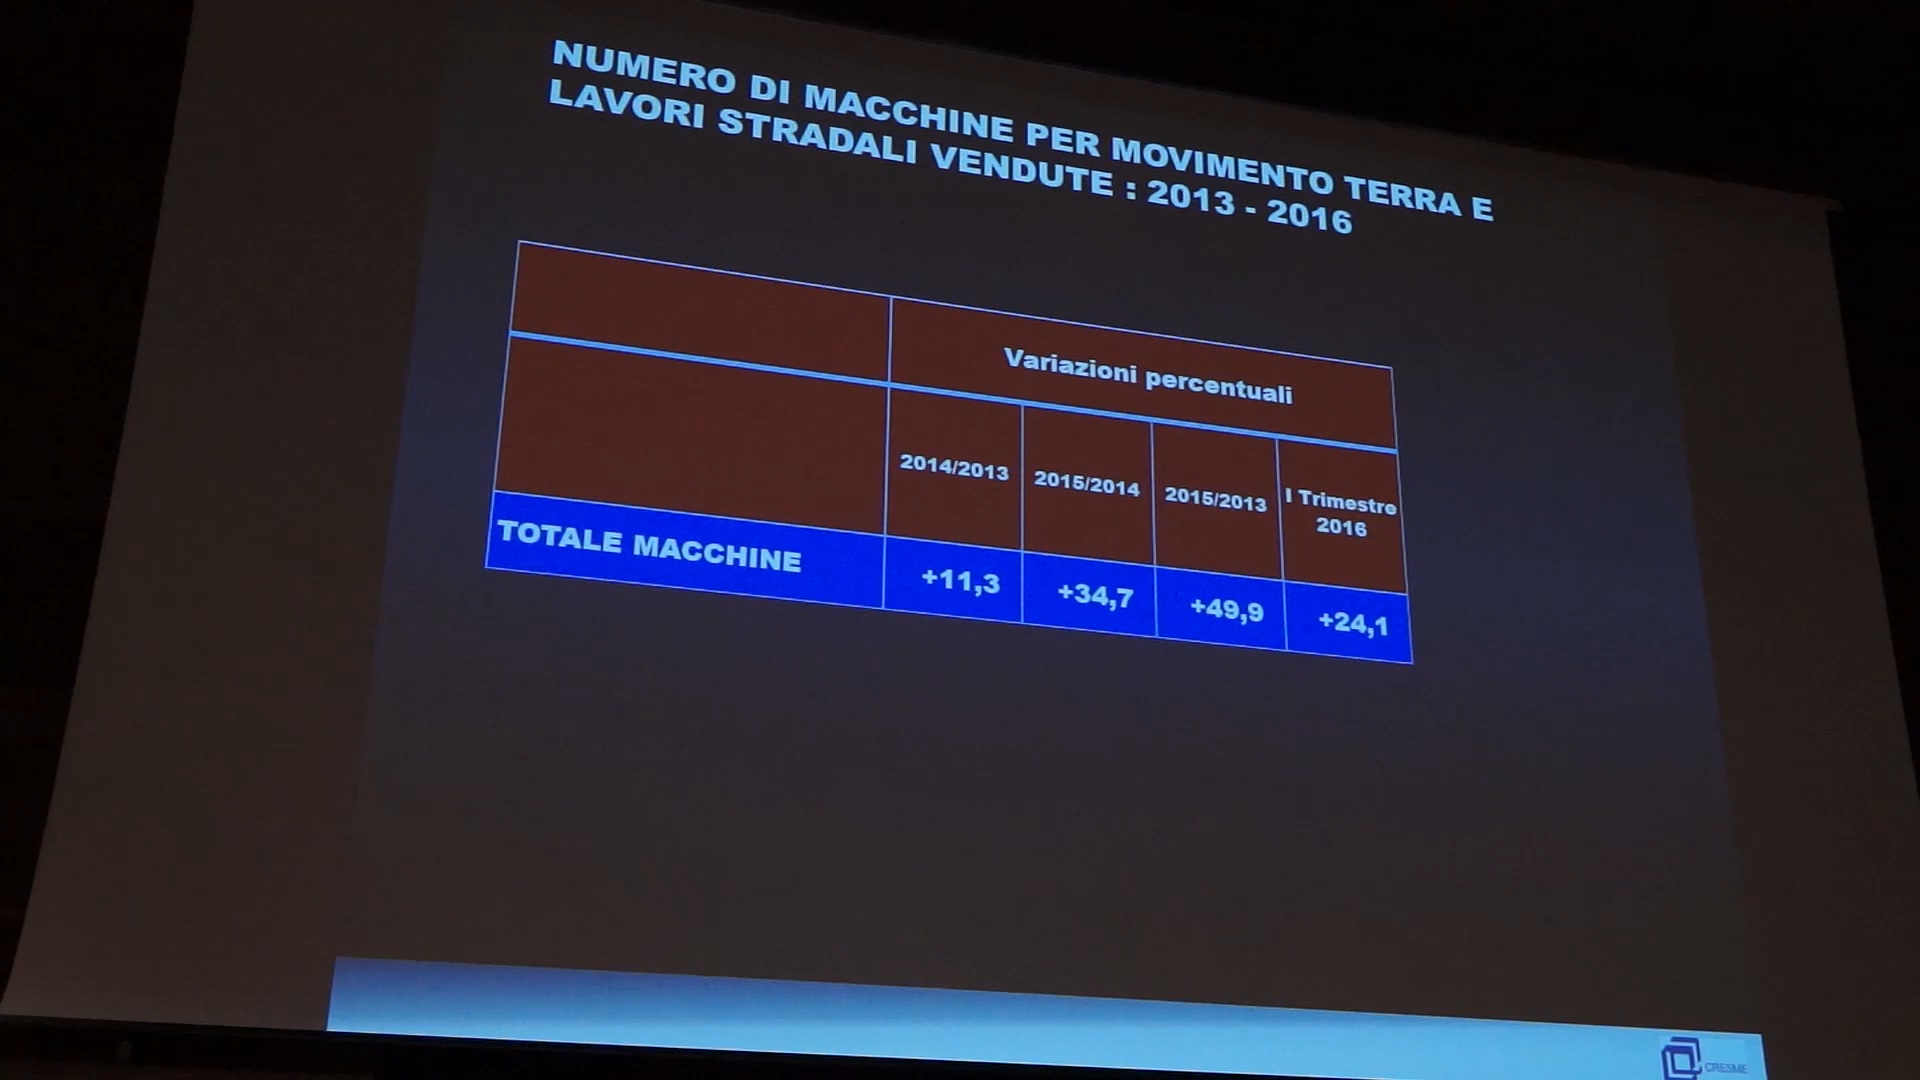 NUMERO DI MACCHINE PER MOVIMENTO TERRA E
LAVORI STRADALI VENDUTE : 2013 - 2016
Variazioni percentuali
2014/2013
2015/2014
2015/2013
I Trimestre
2016
TOTALE MACCHINE
+11,3
+34,7
+49,9
+24,1
CRESME